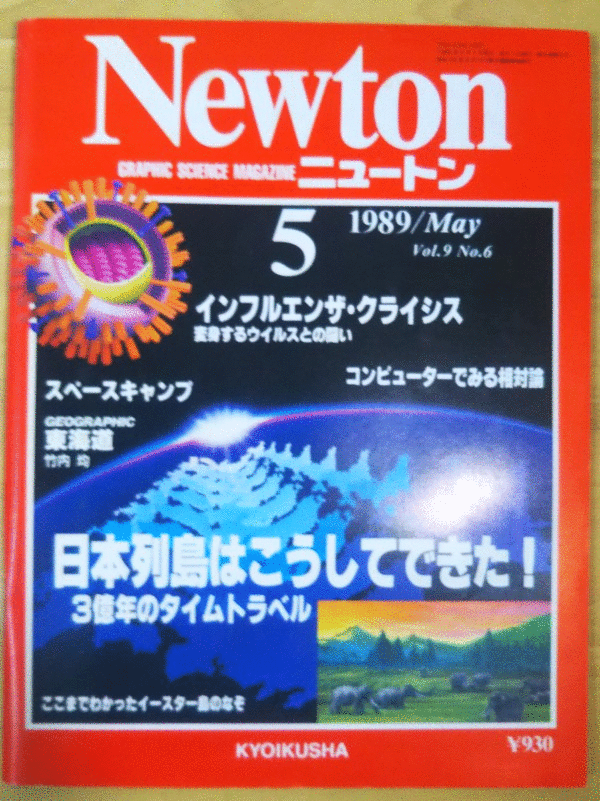 Newton
GRAPHIC SCIENCE MAGAZINE ニュートン
5
1989/May
Vol.9 No.6
インフルエンザ・クライシス
変身するウイルスとの闘い
コンピューターでみる相対論
スペースキャンプ
GEOGRAPHIC
東海道
竹内 均
日本列島はこうしてできた!
3億年のタイムトラベル
ここまでわかったイースター島のなぞ
KYOIKUSHA
¥930